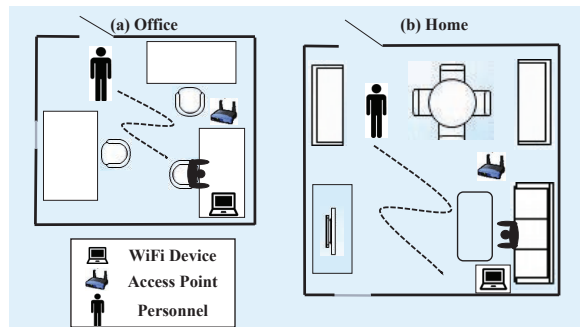 (a) Office
(b) Home
WiFi Device
Access Point
Personnel